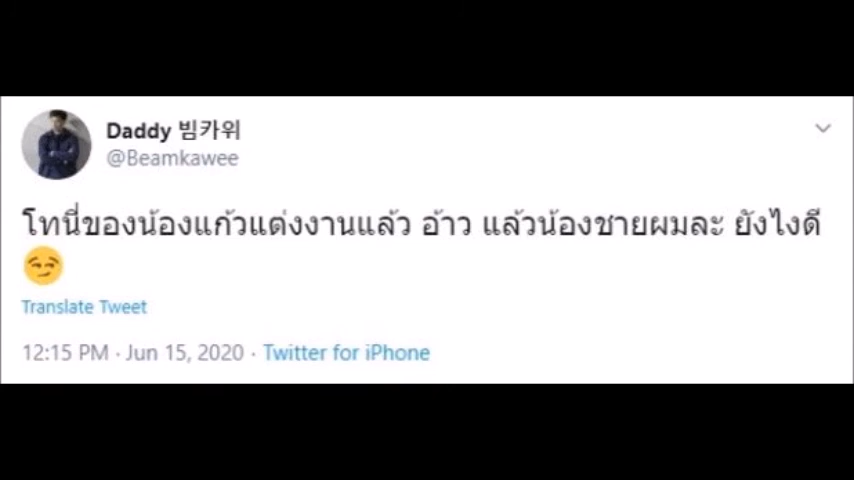 Daddy 빔카위
@Beamkawee
โทนี่ของน้องแก้วแต่งงานแล้ว อ้าว แล้วน้องชายผมละ ยังไงดี
😏
Translate Tweet
12:15 PM · Jun 15, 2020 · Twitter for iPhone